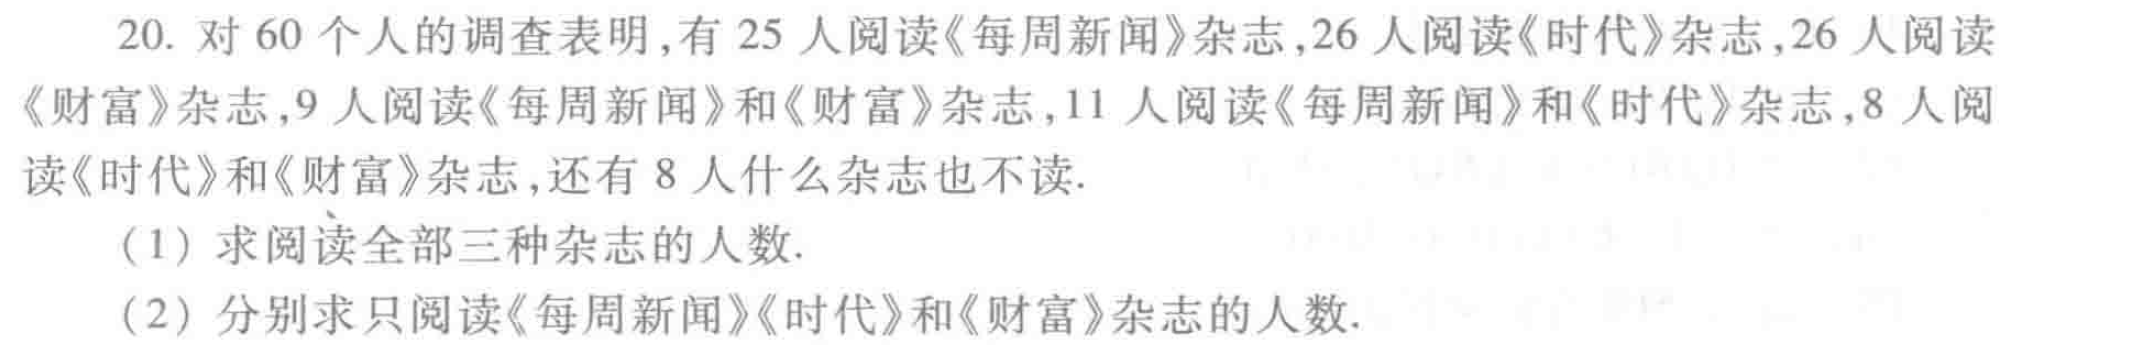 20. 对 60 个人的调查表明,有 25 人阅读《每周新闻》杂志,26 人阅读《时代》杂志,26 人阅读
《财富》杂志,9 人阅读《每周新闻》和《财富》杂志,11 人阅读《每周新闻》和《时代》杂志,8 人阅
读《时代》和《财富》杂志,还有 8 人什么杂志也不读.
(1) 求阅读全部三种杂志的人数.
(2) 分别求只阅读《每周新闻》《时代》和《财富》杂志的人数.